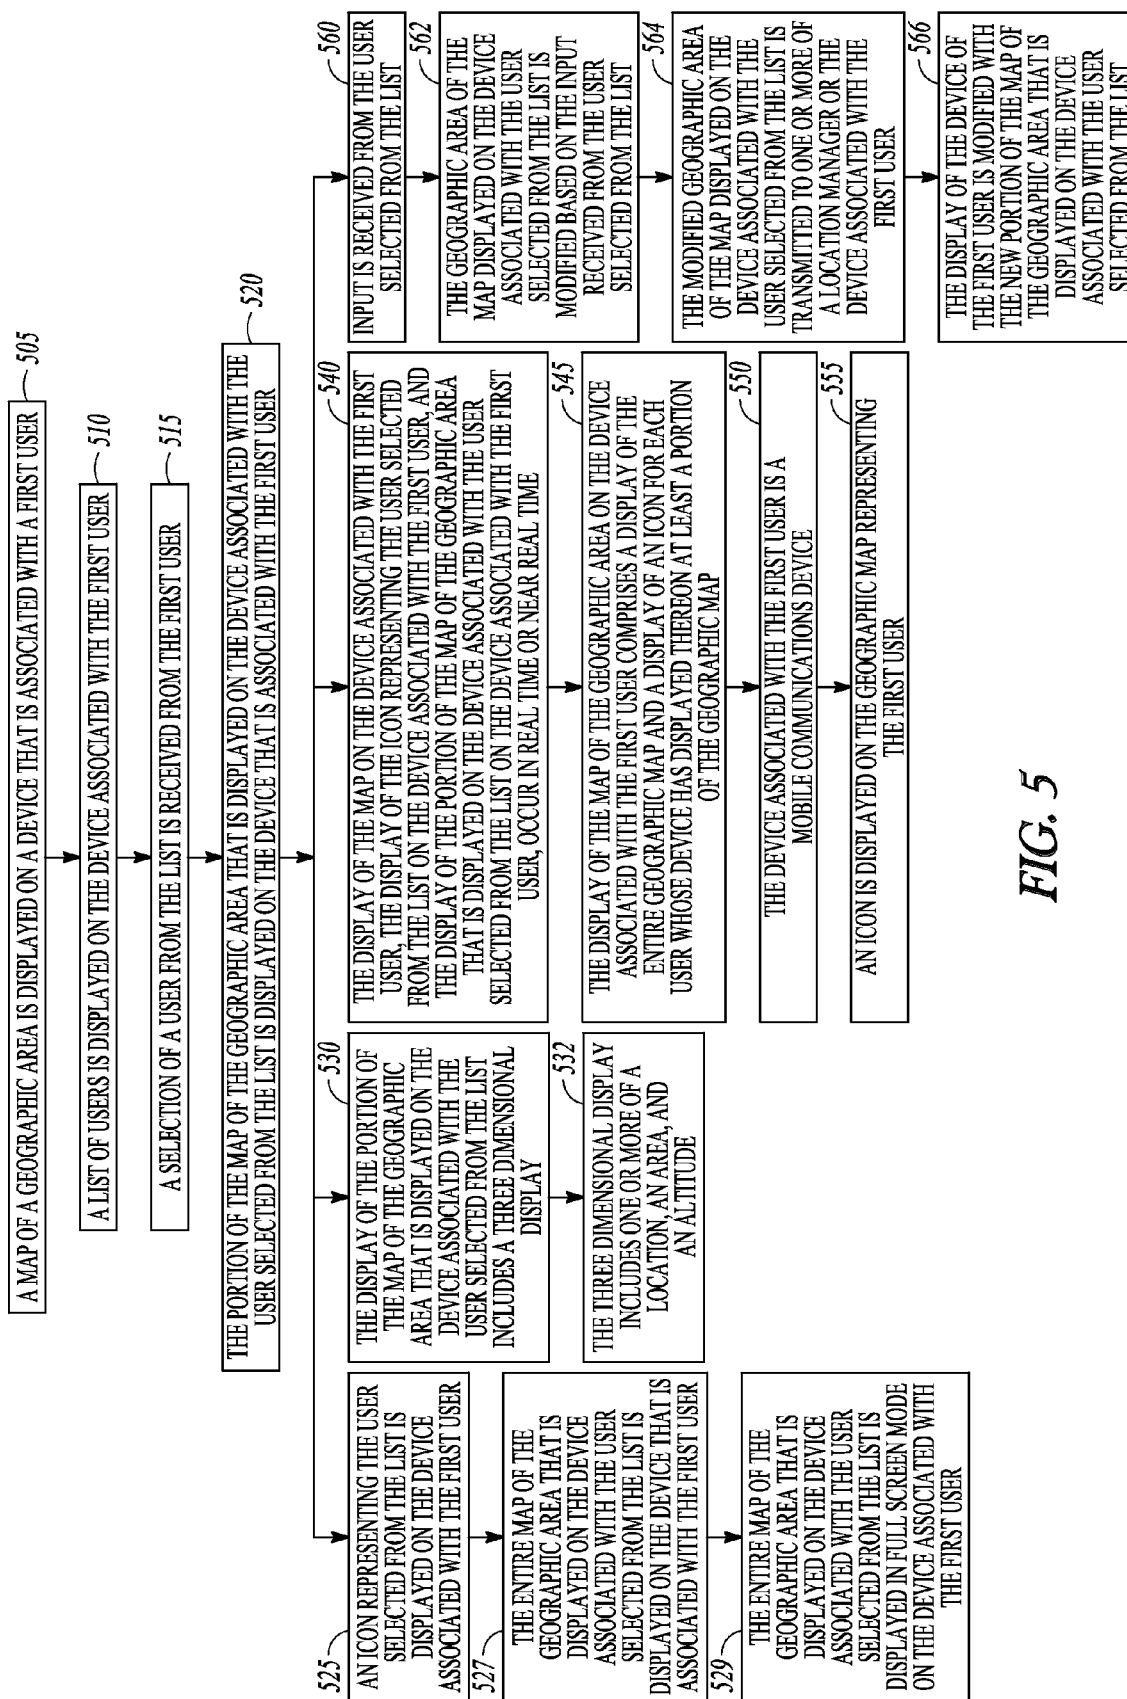 A MAP OF A GEOGRAPHIC AREA IS DISPLAYED ON A DEVICE THAT IS ASSOCIATED WITH A FIRST USER
505
A LIST OF USERS IS DISPLAYED ON THE DEVICE ASSOCIATED WITH THE FIRST USER
510
A SELECTION OF A USER FROM THE LIST IS RECEIVED FROM THE FIRST USER
515
THE PORTION OF THE MAP OF THE GEOGRAPHIC AREA THAT IS DISPLAYED ON THE DEVICE ASSOCIATED WITH THE
USER SELECTED FROM THE LIST IS DISPLAYED ON THE DEVICE THAT IS ASSOCIATED WITH THE FIRST USER
520
525
AN ICON REPRESENTING THE USER
SELECTED FROM THE LIST IS
DISPLAYED ON THE DEVICE
ASSOCIATED WITH THE FIRST USER
527
THE ENTIRE MAP OF THE
GEOGRAPHIC AREA THAT IS
DISPLAYED ON THE DEVICE
ASSOCIATED WITH THE USER
SELECTED FROM THE LIST IS
DISPLAYED ON THE DEVICE THAT IS
ASSOCIATED WITH THE FIRST USER
529
THE ENTIRE MAP OF THE
GEOGRAPHIC AREA THAT IS
DISPLAYED ON THE DEVICE
ASSOCIATED WITH THE USER
SELECTED FROM THE LIST IS
DISPLAYED IN FULL SCREEN MODE
ON THE DEVICE ASSOCIATED WITH
THE FIRST USER
530
THE DISPLAY OF THE PORTION OF
THE MAP OF THE GEOGRAPHIC
AREA THAT IS DISPLAYED ON THE
DEVICE ASSOCIATED WITH THE
USER SELECTED FROM THE LIST
INCLUDES A THREE DIMENSIONAL
DISPLAY
532
THE THREE DIMENSIONAL DISPLAY
INCLUDES ONE OR MORE OF A
LOCATION, AN AREA, AND
AN ALTITUDE
540
THE DISPLAY OF THE MAP ON THE DEVICE ASSOCIATED WITH THE FIRST
USER, THE DISPLAY OF THE ICON REPRESENTING THE USER SELECTED
FROM THE LIST ON THE DEVICE ASSOCIATED WITH THE FIRST USER, AND
THE DISPLAY OF THE PORTION OF THE MAP OF THE GEOGRAPHIC AREA
THAT IS DISPLAYED ON THE DEVICE ASSOCIATED WITH THE USER
SELECTED FROM THE LIST ON THE DEVICE ASSOCIATED WITH THE FIRST
USER, OCCUR IN REAL TIME OR NEAR REAL TIME
545
THE DISPLAY OF THE MAP OF THE GEOGRAPHIC AREA ON THE DEVICE
ASSOCIATED WITH THE FIRST USER COMPRISES A DISPLAY OF THE
ENTIRE GEOGRAPHIC MAP AND A DISPLAY OF AN ICON FOR EACH
USER WHOSE DEVICE HAS DISPLAYED THEREON AT LEAST A PORTION
OF THE GEOGRAPHIC MAP
550
THE DEVICE ASSOCIATED WITH THE FIRST USER IS A
MOBILE COMMUNICATIONS DEVICE
555
AN ICON IS DISPLAYED ON THE GEOGRAPHIC MAP REPRESENTING
THE FIRST USER
560
INPUT IS RECEIVED FROM THE USER
SELECTED FROM THE LIST
562
THE GEOGRAPHIC AREA OF THE
MAP DISPLAYED ON THE DEVICE
ASSOCIATED WITH THE USER
SELECTED FROM THE LIST IS
MODIFIED BASED ON THE INPUT
RECEIVED FROM THE USER
SELECTED FROM THE LIST
564
THE MODIFIED GEOGRAPHIC AREA
OF THE MAP DISPLAYED ON THE
DEVICE ASSOCIATED WITH THE
USER SELECTED FROM THE LIST IS
TRANSMITTED TO ONE OR MORE OF
A LOCATION MANAGER OR THE
DEVICE ASSOCIATED WITH THE
FIRST USER
566
THE DISPLAY OF THE DEVICE OF
THE FIRST USER IS MODIFIED WITH
THE NEW PORTION OF THE MAP OF
THE GEOGRAPHIC AREA THAT IS
DISPLAYED ON THE DEVICE
ASSOCIATED WITH THE USER
SELECTED FROM THE LIST
FIG. 5